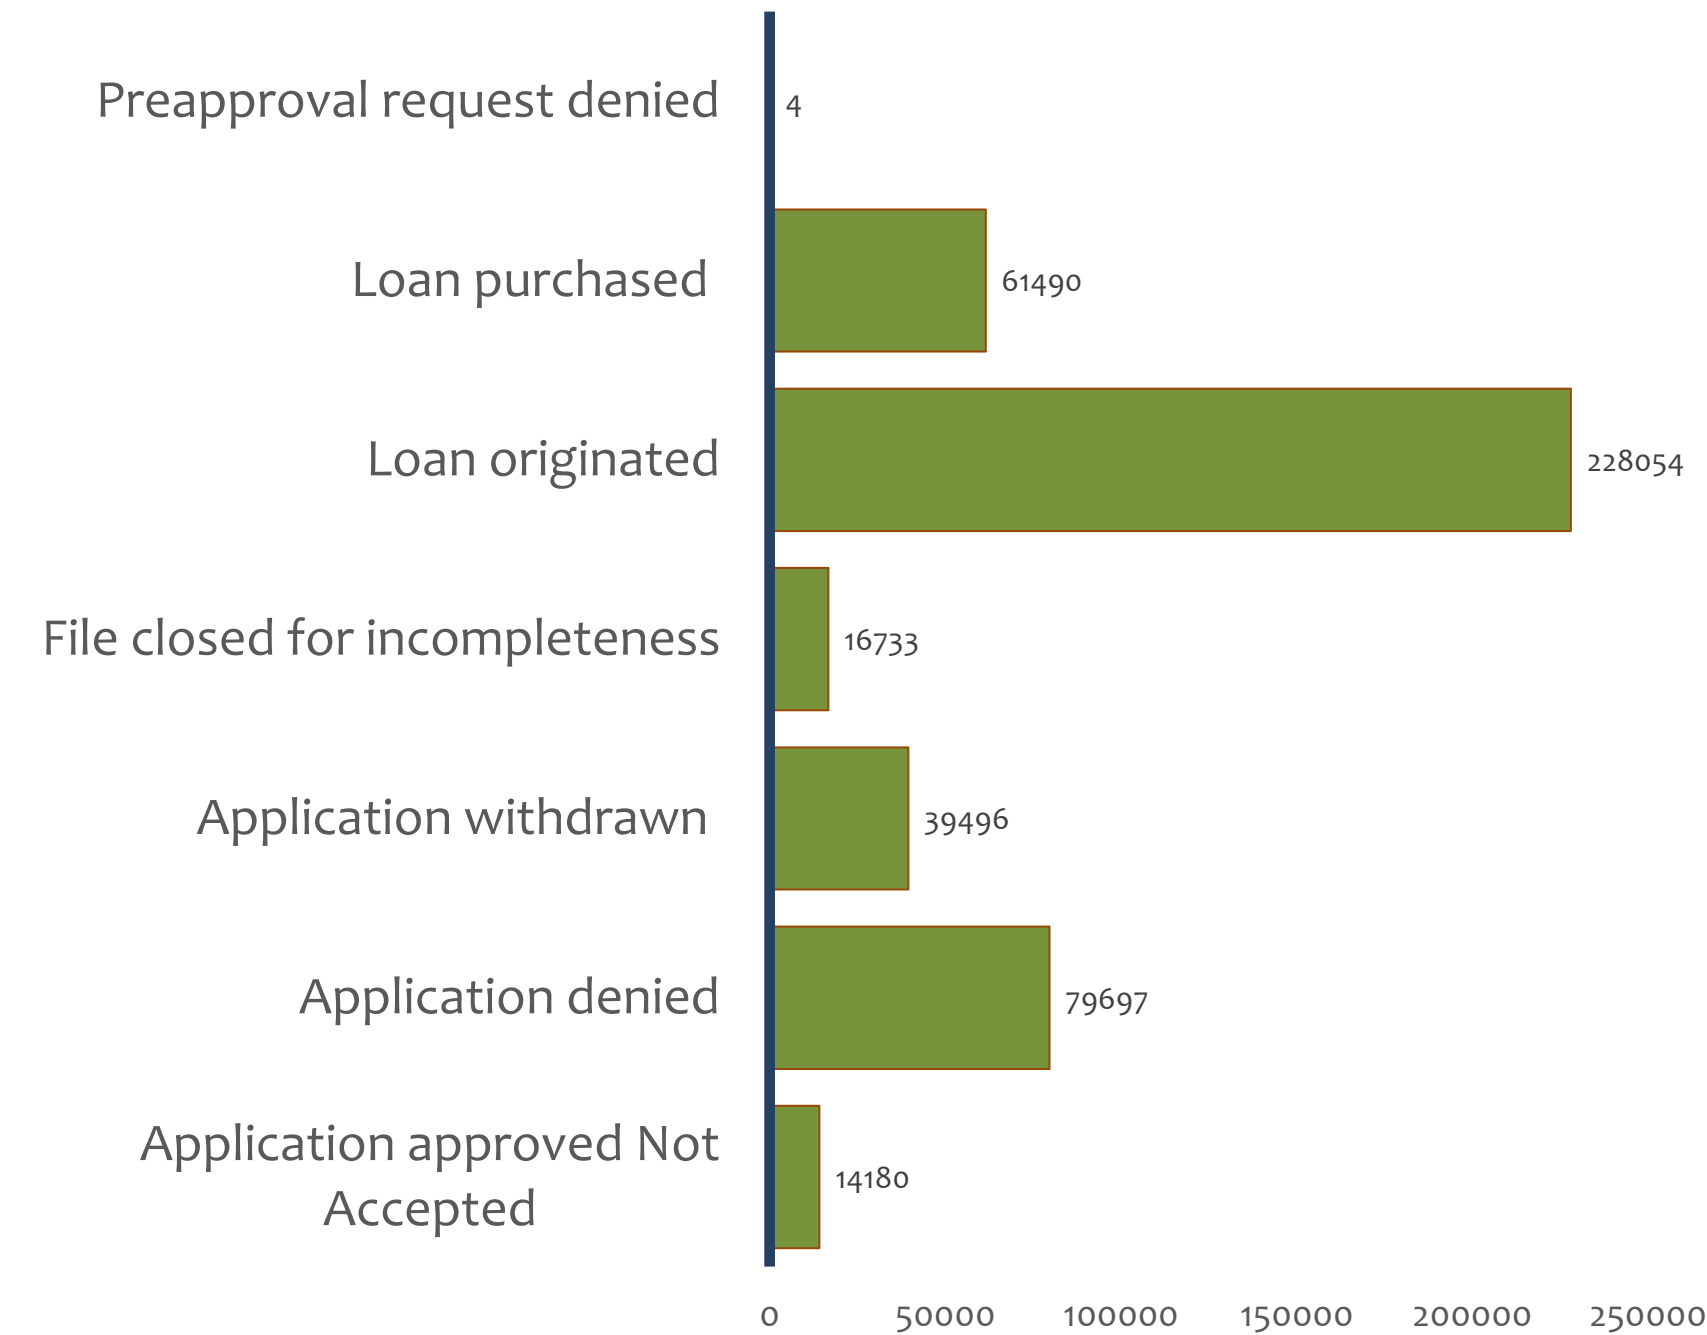 Preapproval request denied 4
Loan purchased 61490
Loan originated 228054
File closed for incompleteness 16733
Application withdrawn 39496
Application denied 79697
Application approved Not
Accepted 14180
0 50000 100000 150000 200000 250000